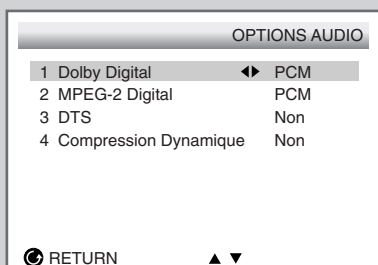 OPTIONS AUDIO
1 Dolby Digital PCM
2 MPEG-2 Digital PCM
3 DTS Non
4 Compression Dynamique Non
RETURN